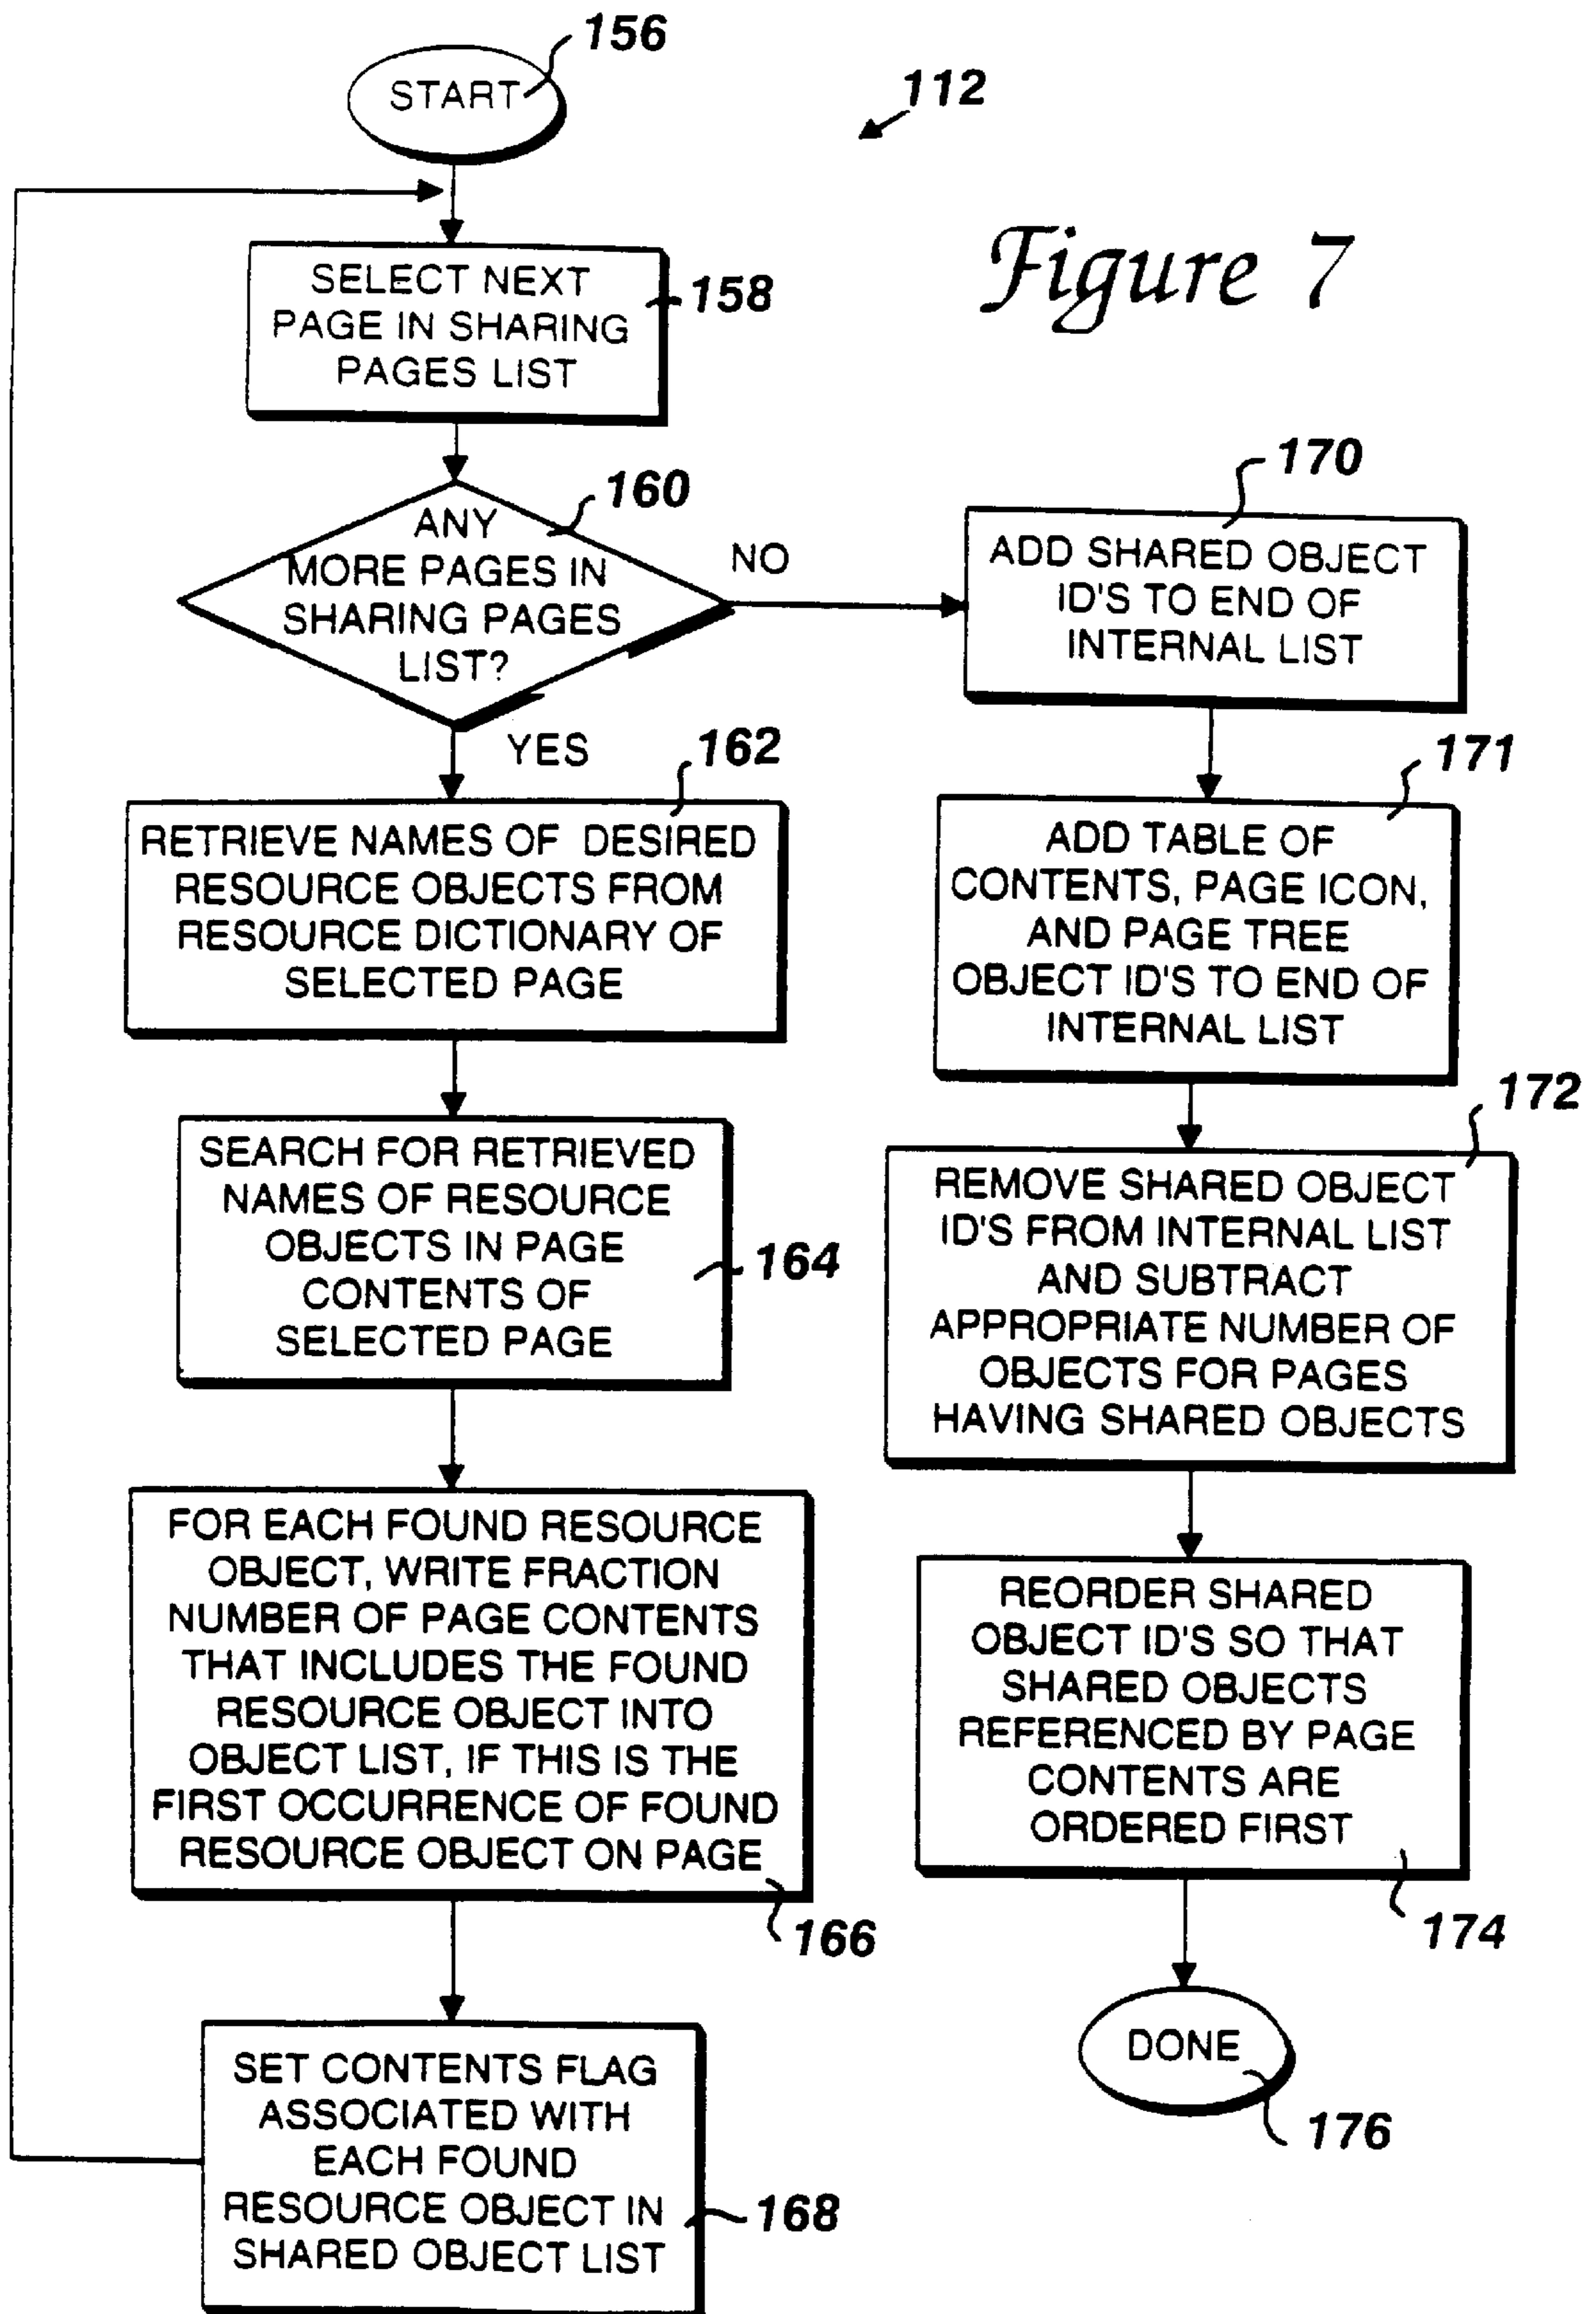 156
START
112
Figure 7
SELECT NEXT
PAGE IN SHARING
PAGES LIST
158
160
ANY
MORE PAGES IN
SHARING PAGES
LIST?
NO
YES
162
RETRIEVE NAMES OF DESIRED
RESOURCE OBJECTS FROM
RESOURCE DICTIONARY OF
SELECTED PAGE
SEARCH FOR RETRIEVED
NAMES OF RESOURCE
OBJECTS IN PAGE
CONTENTS OF
SELECTED PAGE
164
FOR EACH FOUND RESOURCE
OBJECT, WRITE FRACTION
NUMBER OF PAGE CONTENTS
THAT INCLUDES THE FOUND
RESOURCE OBJECT INTO
OBJECT LIST, IF THIS IS THE
FIRST OCCURRENCE OF FOUND
RESOURCE OBJECT ON PAGE
166
SET CONTENTS FLAG
ASSOCIATED WITH
EACH FOUND
RESOURCE OBJECT IN
SHARED OBJECT LIST
168
170
ADD SHARED OBJECT
ID'S TO END OF
INTERNAL LIST
171
ADD TABLE OF
CONTENTS, PAGE ICON,
AND PAGE TREE
OBJECT ID'S TO END OF
INTERNAL LIST
172
REMOVE SHARED OBJECT
ID'S FROM INTERNAL LIST
AND SUBTRACT
APPROPRIATE NUMBER OF
OBJECTS FOR PAGES
HAVING SHARED OBJECTS
REORDER SHARED
OBJECT ID'S SO THAT
SHARED OBJECTS
REFERENCED BY PAGE
CONTENTS ARE
ORDERED FIRST
174
DONE
176